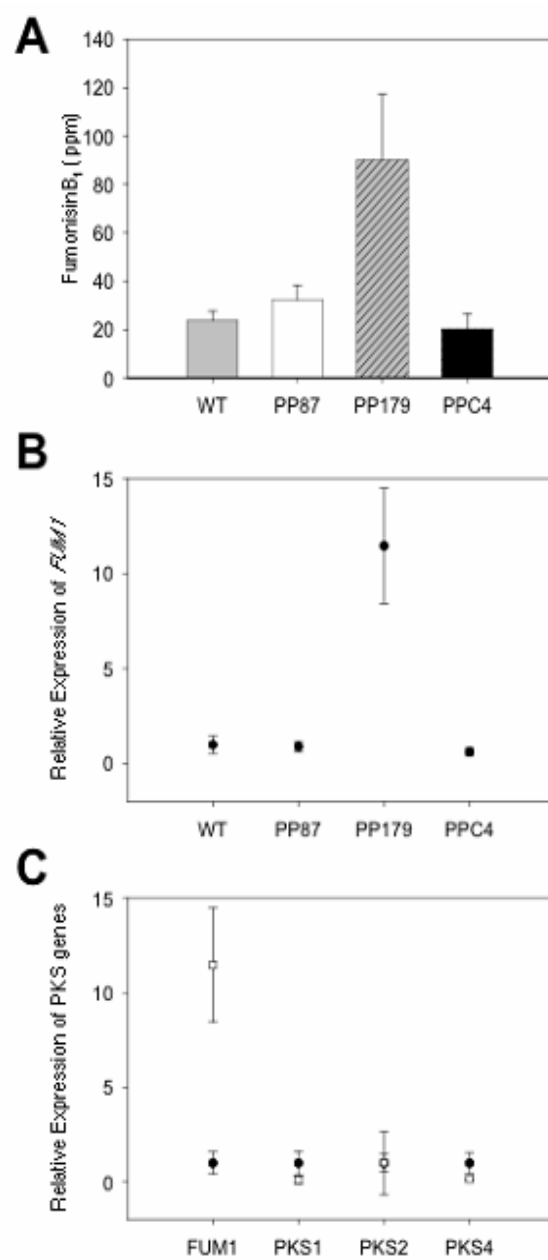 A
140
120
100
80
60
40
20
0
FumonisinB1 ( ppm)
WT PP87 PP179 PPC4
B
15
10
5
0
Relative Expression of FUM1
WT PP87 PP179 PPC4
C
15
10
5
0
Relative Expression of PKS genes
FUM1 PKS1 PKS2 PKS4